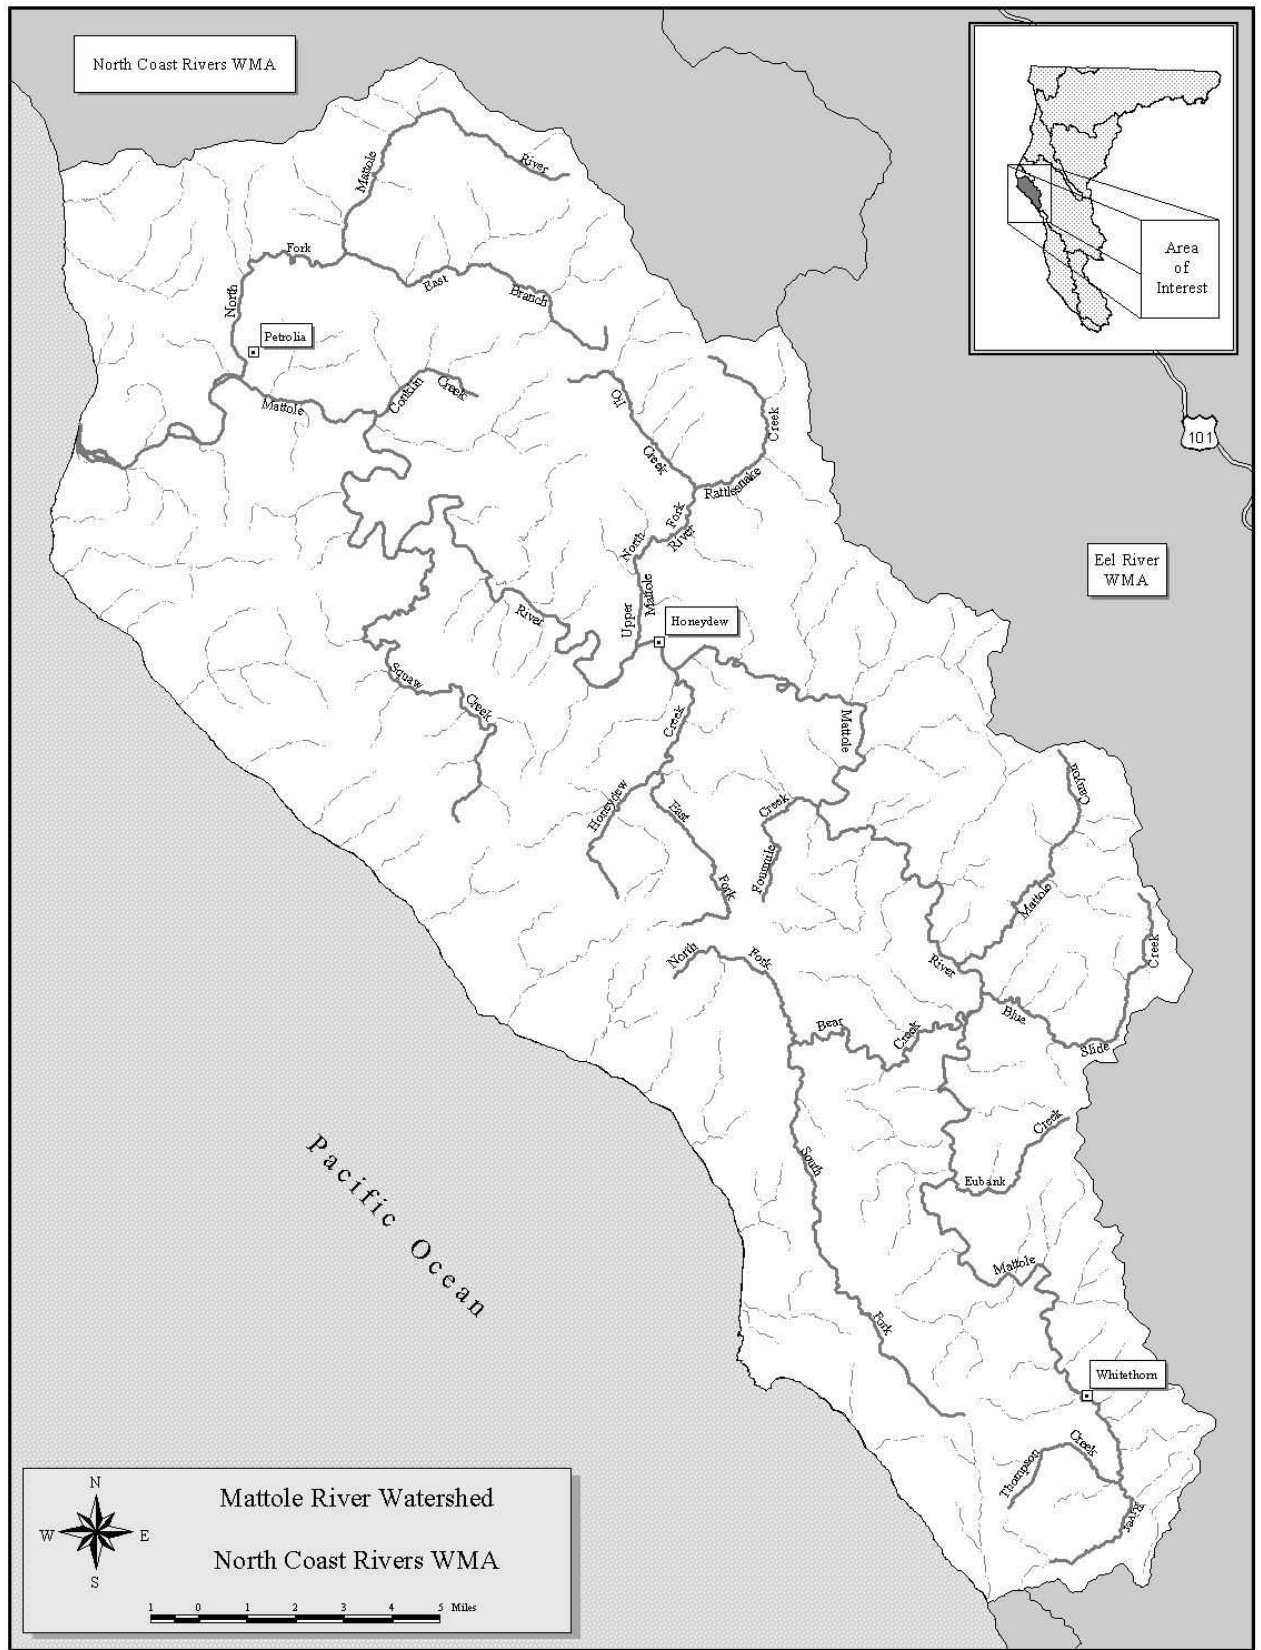 North Coast Rivers WMA
Area
of
Interest
101
Eel River
WMA
Mattole
River
Fork
North
East
Branch
Petrolia
Mattole
Conklin
Creek
Oil
Creek
Creek
Rattlesnake
North
Fork
River
Upper
Mattole
Honeydew
River
Squaw
Creek
Creek
Honeydew
East
Fork
Mattole
Creek
Fourmile
Canyon
Mattole
Creek
River
Blue
Slide
North
Fork
Bear
Creek
South
Fork
Creek
Eubank
Mattole
Whitethorn
Creek
Thompson
River
Pacific Ocean
N
W
E
S
Mattole River Watershed
North Coast Rivers WMA
1 0 1 2 3 4 5 Miles